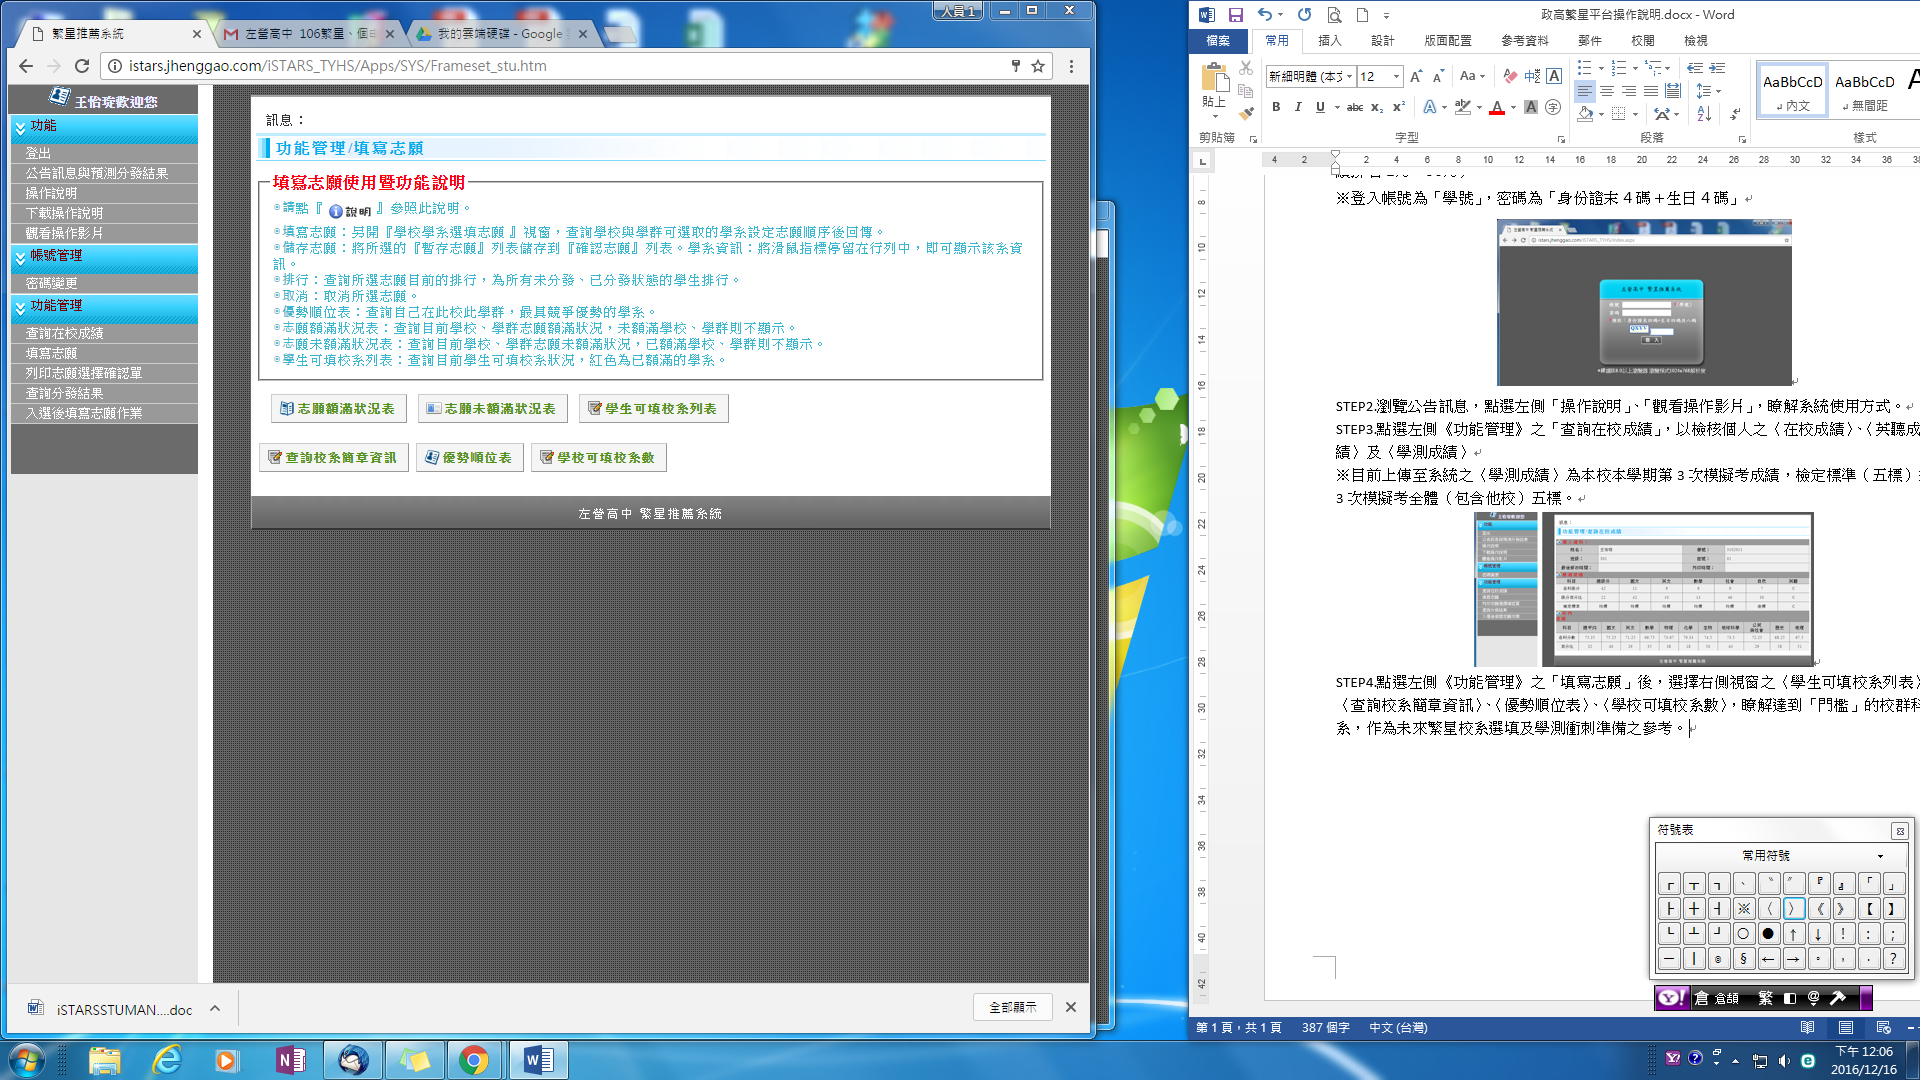 人員 1
繁星推薦系統
左營高中 106繁星、個
我的雲端硬碟 - Google
istars.jhenggao.com/iSTARS_TYHS/Apps/SYS/Frameset_stu.htm
王怡琁歡迎您
功能
登出
公告訊息與預測分發結果
操作說明
下載操作說明
觀看操作影片
帳號管理
密碼變更
功能管理
查詢在校成績
填寫志願
列印志願選擇確認單
查詢分發結果
入選後填寫志願作業
訊息：
功能管理/填寫志願
填寫志願使用暨功能說明
◎請點『 說明 』參照此說明。
◎填寫志願：另開『學校學系選填志願 』視窗，查詢學校與學群可選取的學系設定志願順序後回傳。
◎儲存志願：將所選的『暫存志願』列表儲存到『確認志願』列表。學系資訊：將滑鼠指標停留在行列中，即可顯示該系資
訊。
◎排行：查詢所選志願目前的排行，為所有未分發、已分發狀態的學生排行。
◎取消：取消所選志願。
◎優勢順位表：查詢自己在此校此學群，最具競爭優勢的學系。
◎志願額滿狀況表：查詢目前學校、學群志願額滿狀況，未額滿學校、學群則不顯示。
◎志願未額滿狀況表：查詢目前學校、學群志願未額滿狀況，已額滿學校、學群則不顯示。
◎學生可填校系列表：查詢目前學生可填校系狀況，紅色為已額滿的學系。
志願額滿狀況表 志願未額滿狀況表 學生可填校系列表
查詢校系簡章資訊 優勢順位表 學校可填校系數
左營高中 繁星推薦系統
iSTARSSTUMAN....doc
全部顯示
政高繁星平台操作說明.docx - Word
檔案 常用 插入 設計 版面配置 參考資料 郵件 校閱 檢視
貼上
新細明體 (本文 12
AaBbCcD AaBbCcD
內文 無間距
剪貼簿 字型 段落 樣式
※登入帳號為「學號」，密碼為「身份證末 4 碼＋生日 4 碼」
左營高中 繁星推薦系統
STEP2.瀏覽公告訊息，點選左側「操作說明」、「觀看操作影片」，瞭解系統使用方式。
STEP3.點選左側《功能管理》之「查詢在校成績」，以檢核個人之〈在校成績〉、〈英聽成
績〉及〈學測成績〉
※目前上傳至系統之〈學測成績〉為本校本學期第 3 次模擬考成績，檢定標準（五標）
3 次模擬考全體（包含他校）五標。
STEP4.點選左側《功能管理》之「填寫志願」後，選擇右側視窗之〈學生可填校系列表〉
〈查詢校系簡章資訊〉、〈優勢順位表〉、〈學校可填校系數〉，瞭解達到「門檻」的校群科
系，作為未來繁星校系選填及學測衝刺準備之參考。
符號表
常用符號
┌ ┬ ┐ 、 〝 〞 『 』 「 」
├ ┼ ┤ ※ 〈 〉 《 》 【 】
└ ┴ ┘ ○ ● ↑ ↓ ！ ： ；
─ │ ◎ § ← → 。 ， ． ？
倉 倉頡 繁
第 1 頁，共 1 頁 387 個字 中文 (台灣)
下午 12:06
2016/12/16